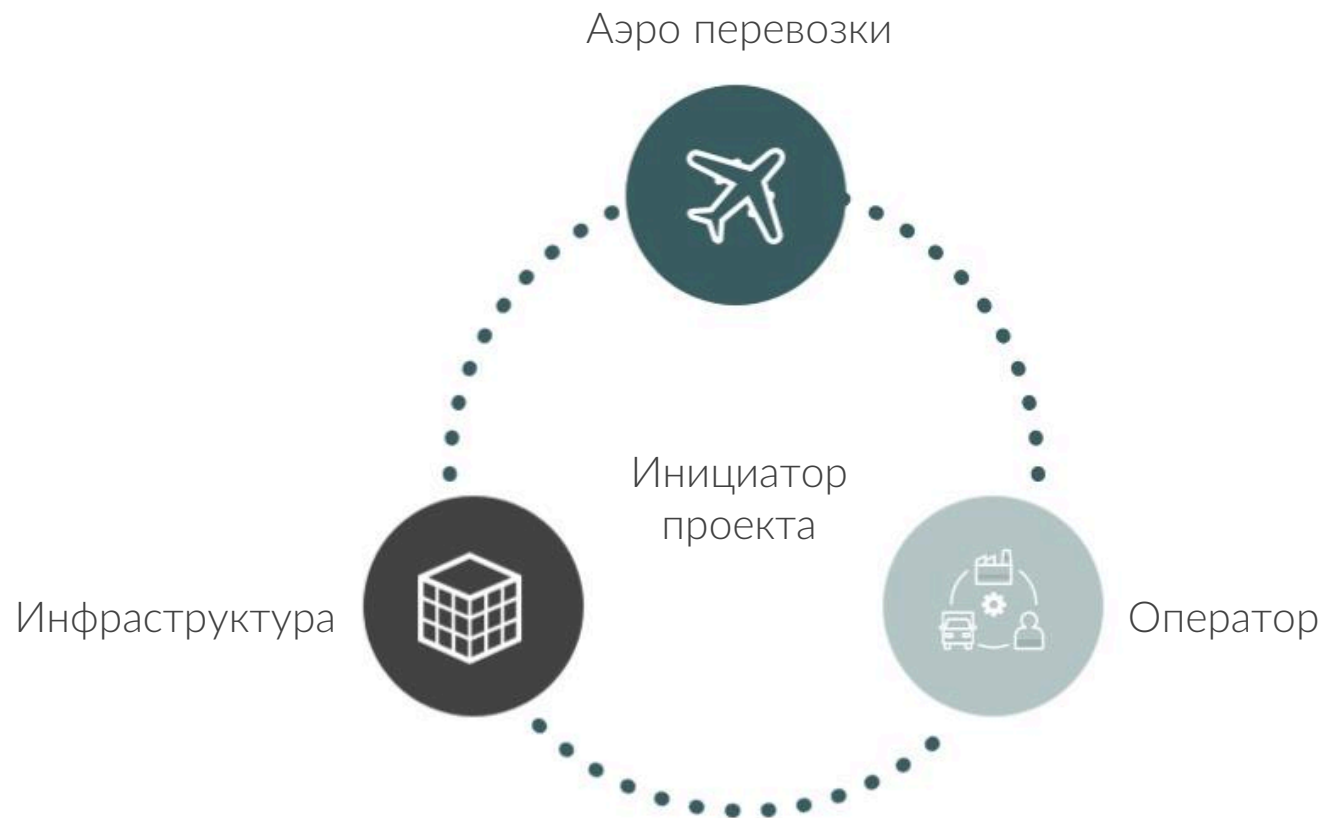 Аэро перевозки
Инициатор
проекта
Инфраструктура
Оператор